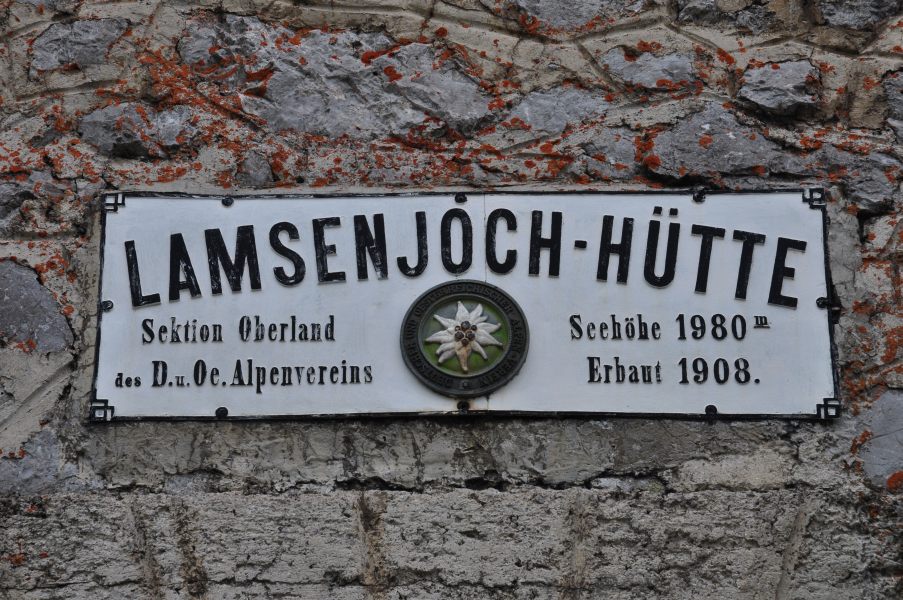 LAMSENJOCH-HÜTTE
Sektion Oberland
des D.u.Oe.Alpenvereins
Seehöhe 1980 m
Erbaut 1908.